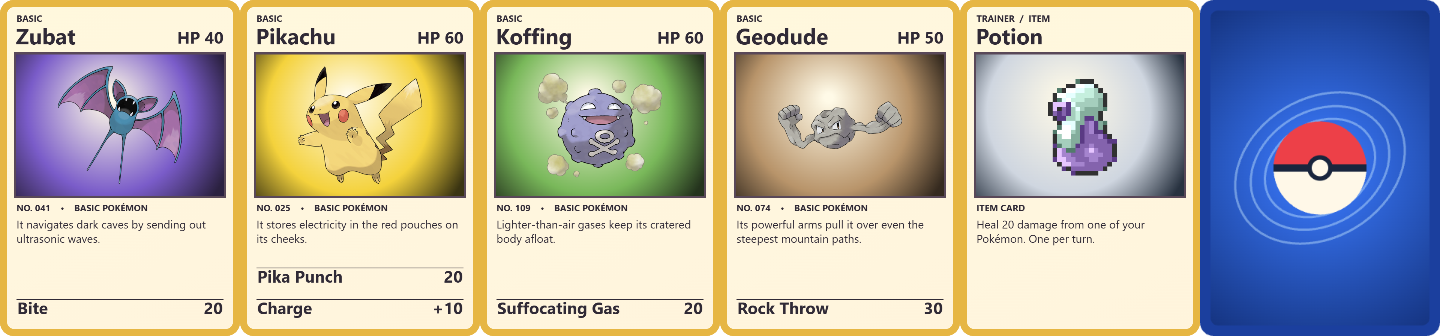 BASIC
Zubat HP 40
NO. 041 • BASIC POKÉMON
It navigates dark caves by sending out
ultrasonic waves.
Bite 20
BASIC
Pikachu HP 60
NO. 025 • BASIC POKÉMON
It stores electricity in the red pouches on
its cheeks.
Pika Punch 20
Charge +10
BASIC
Koffing HP 60
NO. 109 • BASIC POKÉMON
Lighter-than-air gases keep its cratered
body afloat.
Suffocating Gas 20
BASIC
Geodude HP 50
NO. 074 • BASIC POKÉMON
Its powerful arms pull it over even the
steepest mountain paths.
Rock Throw 30
TRAINER / ITEM
Potion
ITEM CARD
Heal 20 damage from one of your
Pokémon. One per turn.